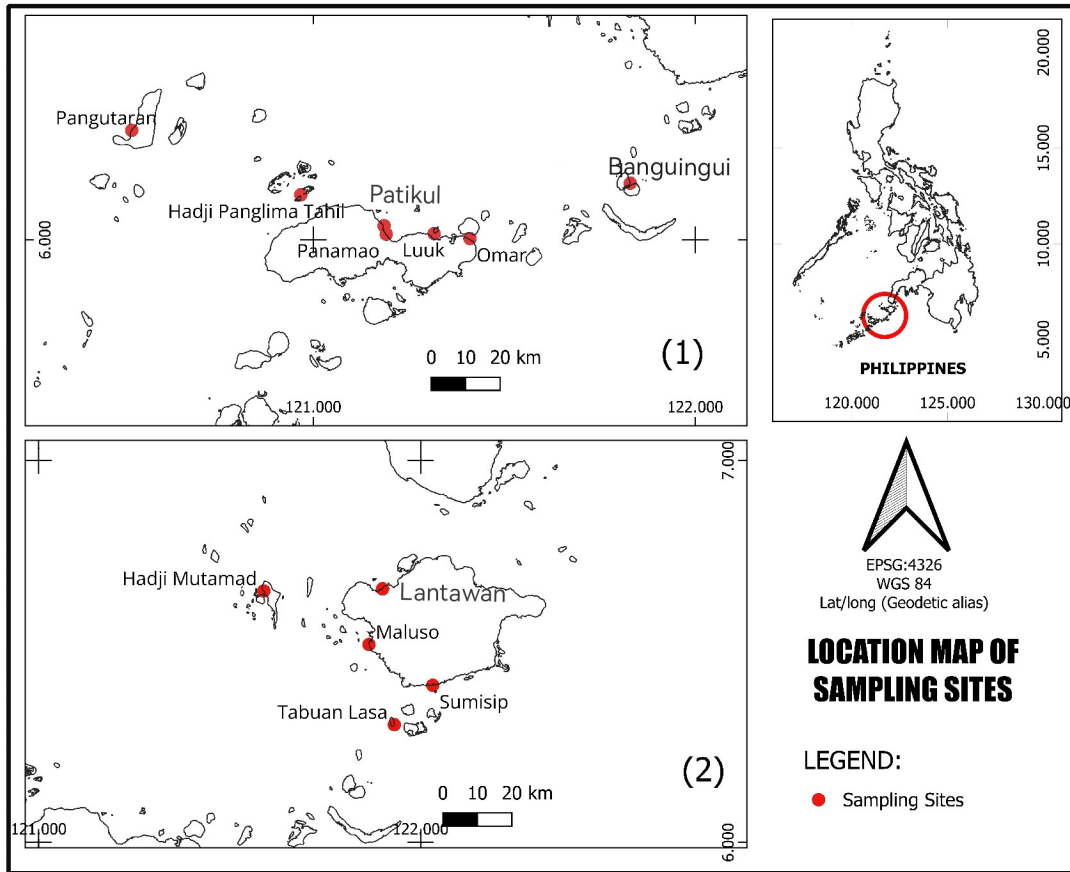 Pangutaran
Banguingui
Patikul
Hadji Panglima Tahil
Panamao
Luuk
Omar
6.000
0 10 20 km
(1)
121.000
122.000
20.000
15.000
10.000
5.000
PHILIPPINES
120.000
125.000
130.000
7.000
Hadji Mutamad
Lantawan
Maluso
Sumisip
Tabuan Lasa
0 10 20 km
(2)
121.000
122.000
6.000
EPSG:4326
WGS 84
Lat/long (Geodetic alias)
LOCATION MAP OF
SAMPLING SITES
LEGEND:
Sampling Sites